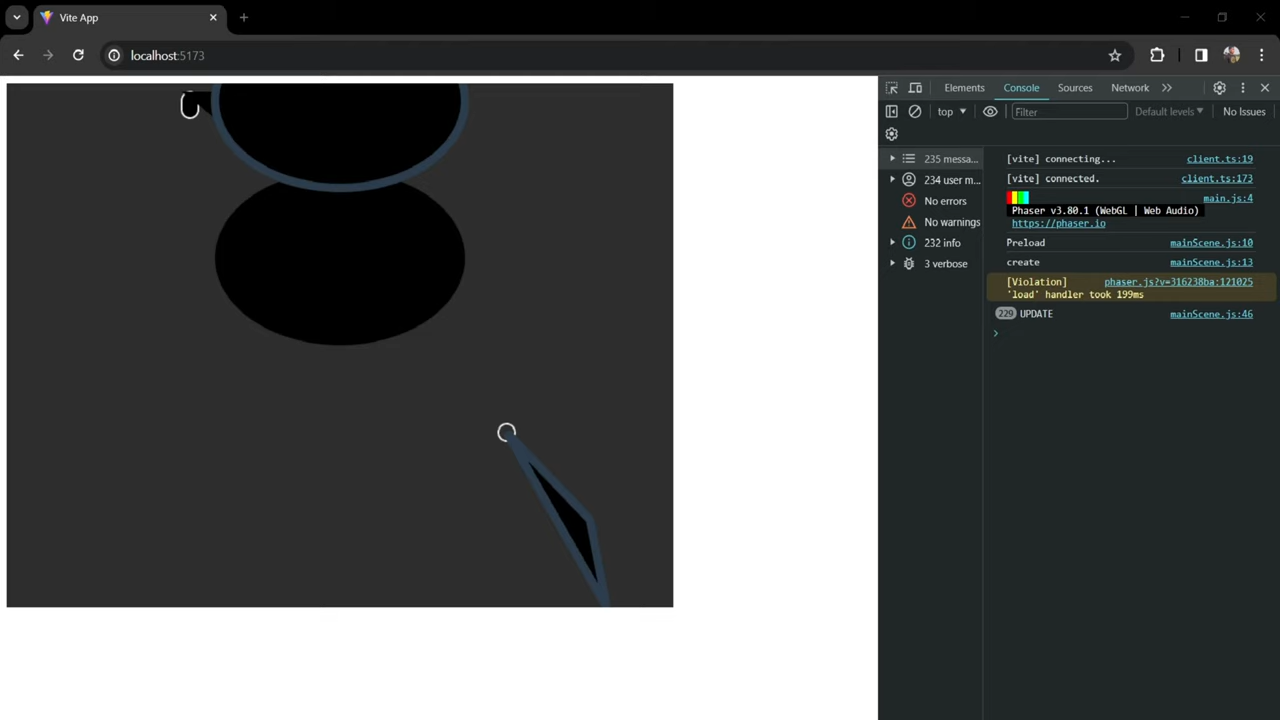 Vite App
localhost:5173
Elements
Console
Sources
Network
top
Filter
Default levels
No Issues
235 messa...
234 user m...
No errors
No warnings
232 info
3 verbose
[vite] connecting... client.ts:19
[vite] connected. client.ts:173
main.js:4
Phaser v3.80.1 (WebGL | Web Audio)
https://phaser.io
Preload mainScene.js:10
create mainScene.js:13
[Violation] phaser.js?v=316238ba:121025
'load' handler took 199ms
229 UPDATE mainScene.js:46